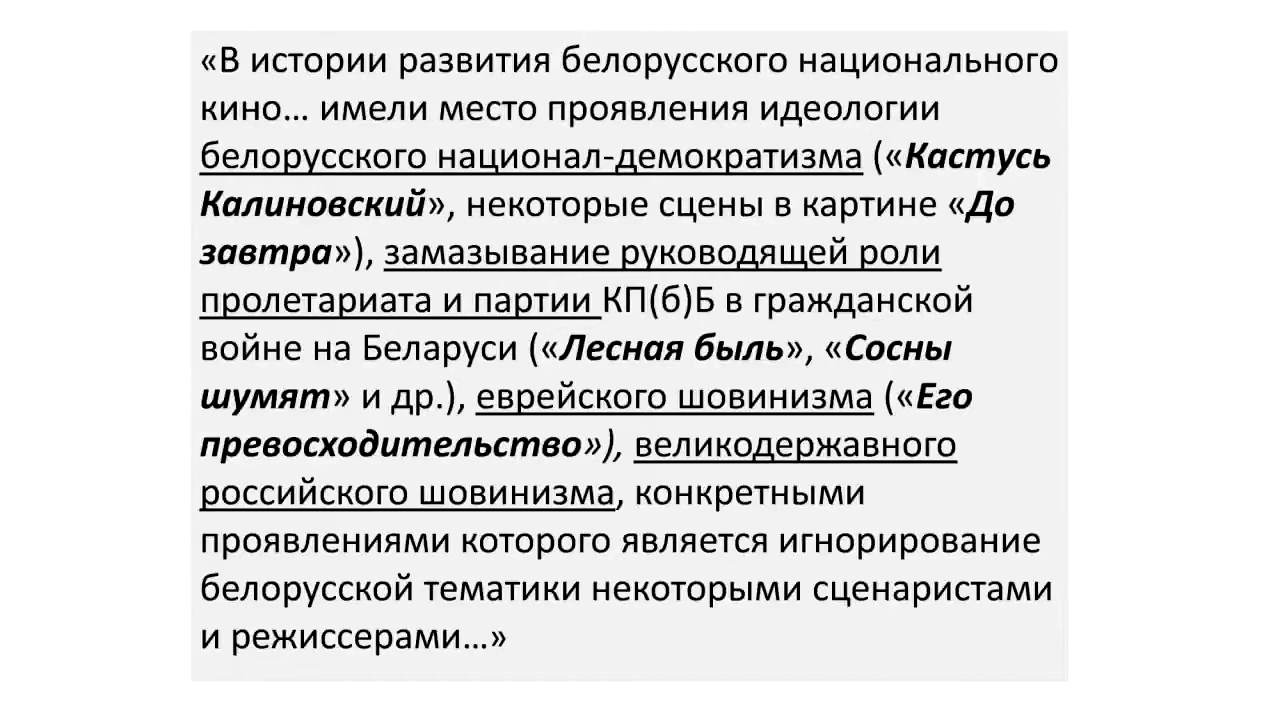 «В истории развития белорусского национального
кино… имели место проявления идеологии
белорусского национал-демократизма («Кастусь
Калиновский», некоторые сцены в картине «До
завтра»), замазывание руководящей роли
пролетариата и партии КП(б)Б в гражданской
войне на Беларуси («Лесная быль», «Сосны
шумят» и др.), еврейского шовинизма («Его
превосходительство»), великодержавного
российского шовинизма, конкретными
проявлениями которого является игнорирование
белорусской тематики некоторыми сценаристами
и режиссерами…»